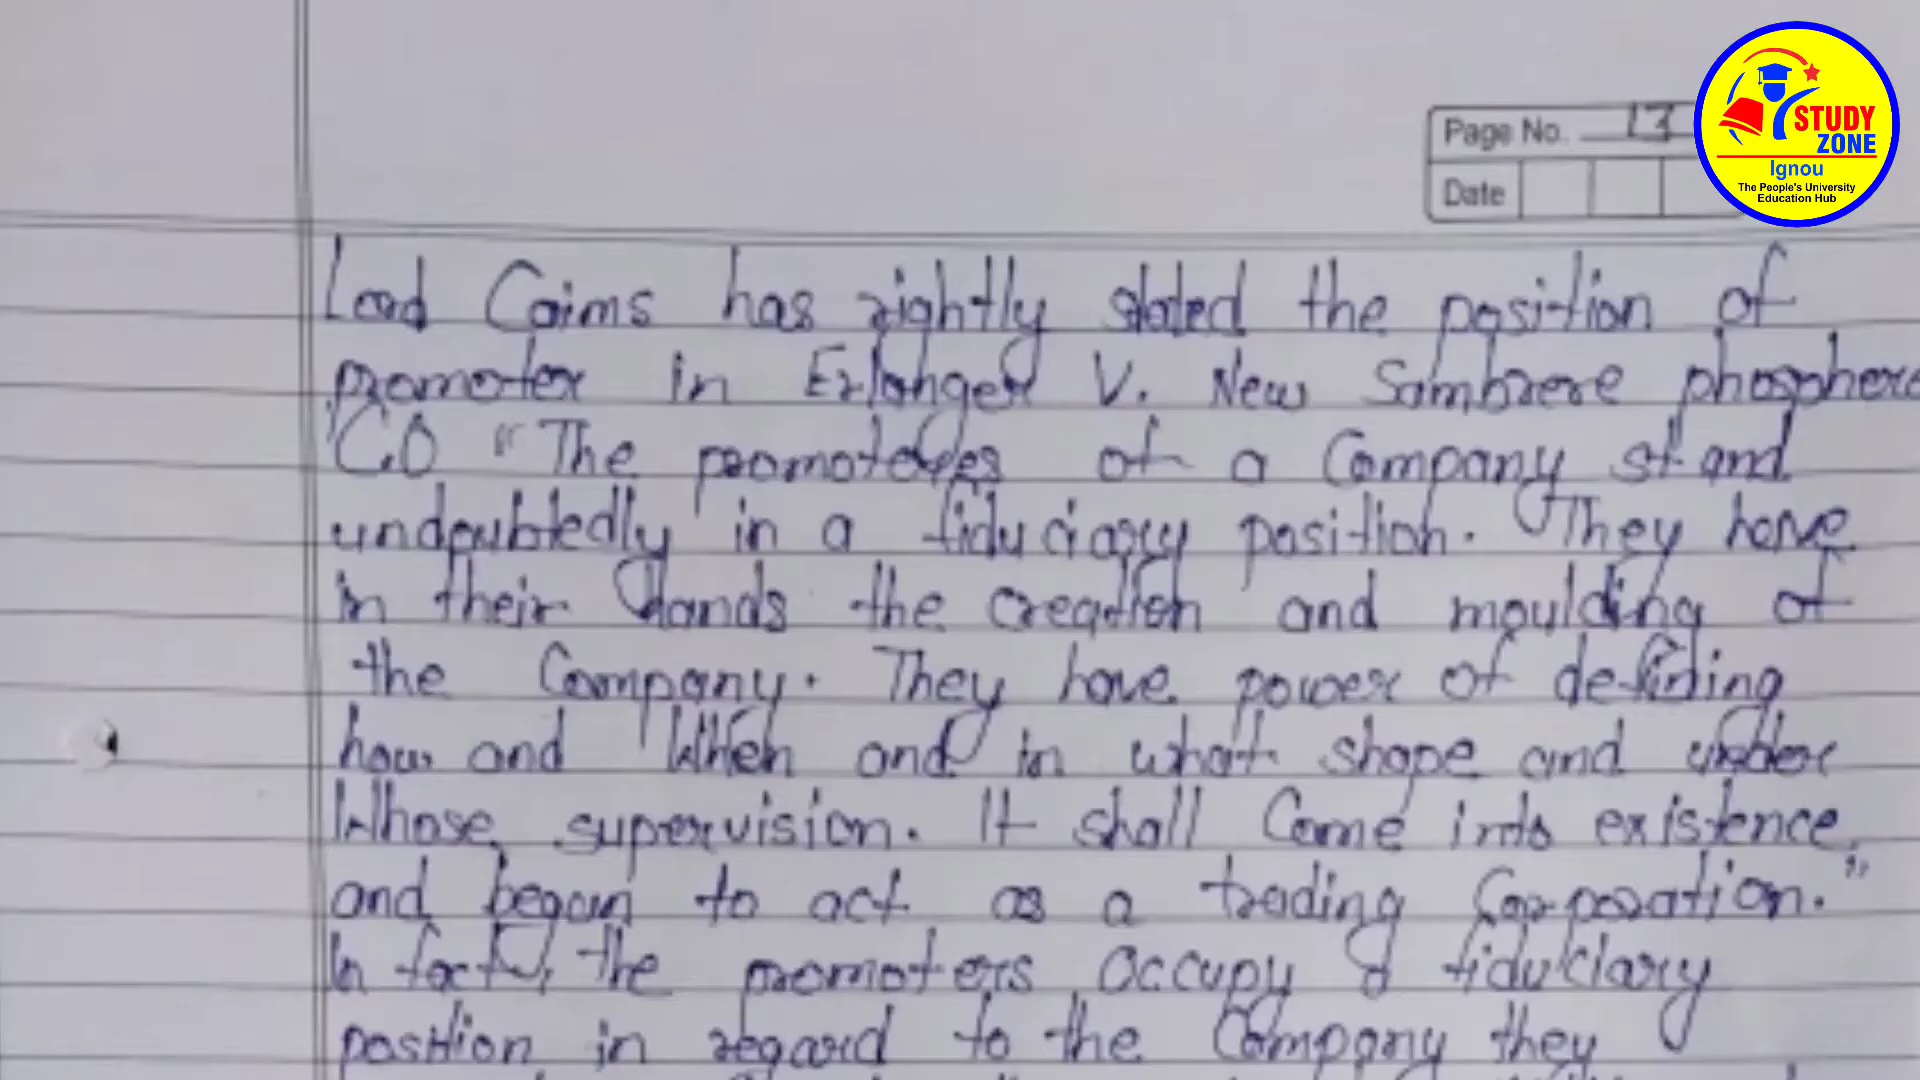 Page No. 13
Date
STUDY
ZONE
Ignou
The People's University
Education Hub
Lord Cairns has rightly stated the position of
promoter in Erlanger V. New Sombrere phosphere
CO "The promoters of a Company stand
undoubtedly in a fiduciary position. They have
in their Hands the creation and moulding of
the Company. They have power of defining
how and When and in what shape and under
Whose supervision. It shall Come into existence
and began to act as a trading Corporation."
In fact, the promoters occupy a fiduciary
position in regard to the Company they